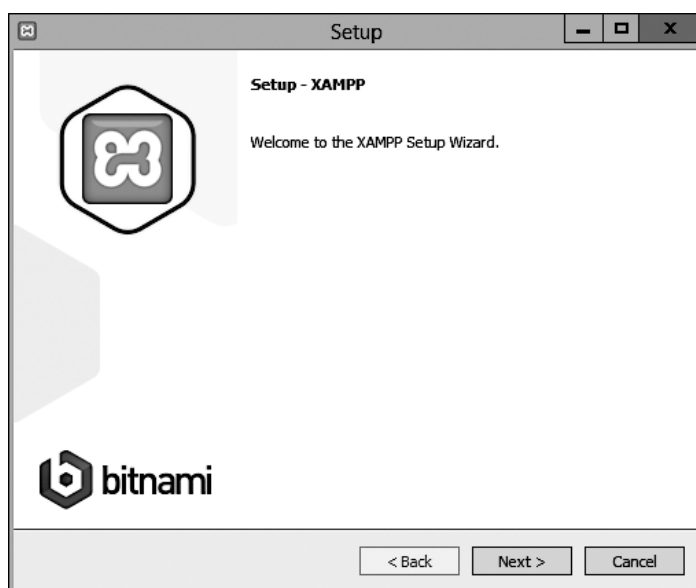 Setup
Setup - XAMPP
Welcome to the XAMPP Setup Wizard.
bitnami
< Back Next > Cancel